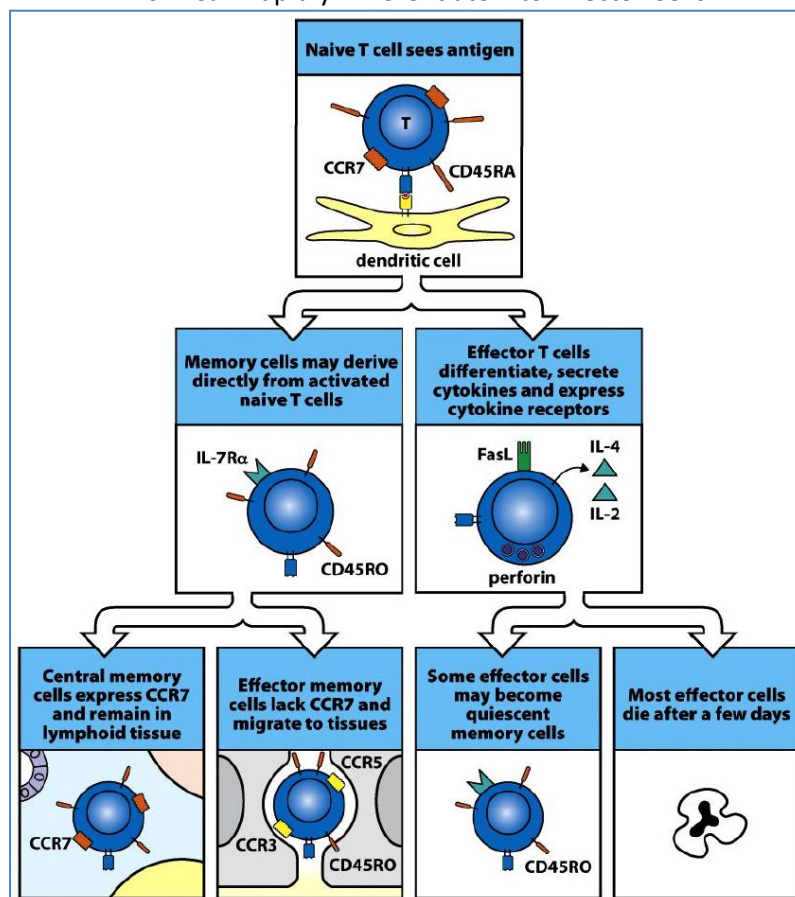 Naive T cell sees antigen
T
CCR7
CD45RA
dendritic cell
Memory cells may derive
directly from activated
naive T cells
Effector T cells
differentiate, secrete
cytokines and express
cytokine receptors
IL-7Rα
CD45RO
FasL
IL-4
IL-2
perforin
Central memory
cells express CCR7
and remain in
lymphoid tissue
Effector memory
cells lack CCR7 and
migrate to tissues
Some effector cells
may become
quiescent
memory cells
Most effector cells
die after a few days
CCR7
CCR5
CCR3
CD45RO
CD45RO